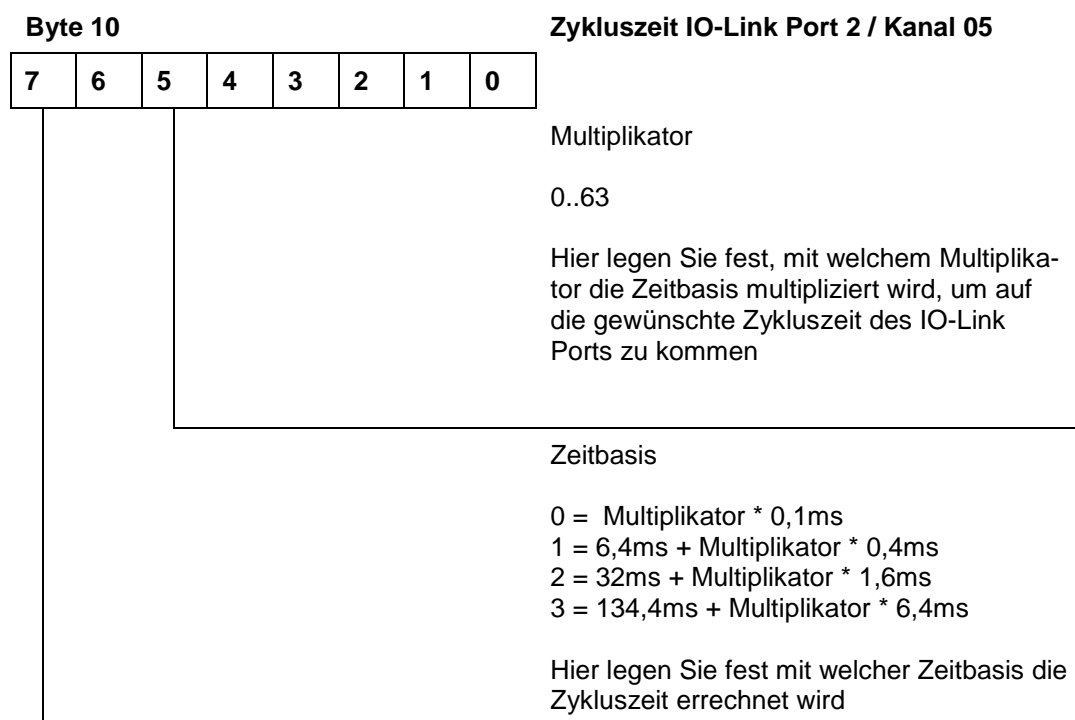 Byte 10 Zykluszeit IO-Link Port 2 / Kanal 05
7 6 5 4 3 2 1 0
Multiplikator
0..63
Hier legen Sie fest, mit welchem Multiplika-
tor die Zeitbasis multipliziert wird, um auf
die gewünschte Zykluszeit des IO-Link
Ports zu kommen
Zeitbasis
0 = Multiplikator * 0,1ms
1 = 6,4ms + Multiplikator * 0,4ms
2 = 32ms + Multiplikator * 1,6ms
3 = 134,4ms + Multiplikator * 6,4ms
Hier legen Sie fest mit welcher Zeitbasis die
Zykluszeit errechnet wird